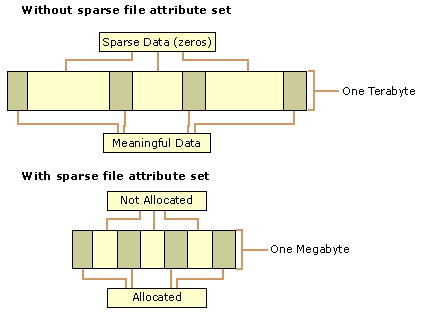 Without sparse file attribute set
Sparse Data (zeros)
One Terabyte
Meaningful Data
With sparse file attribute set
Not Allocated
One Megabyte
Allocated